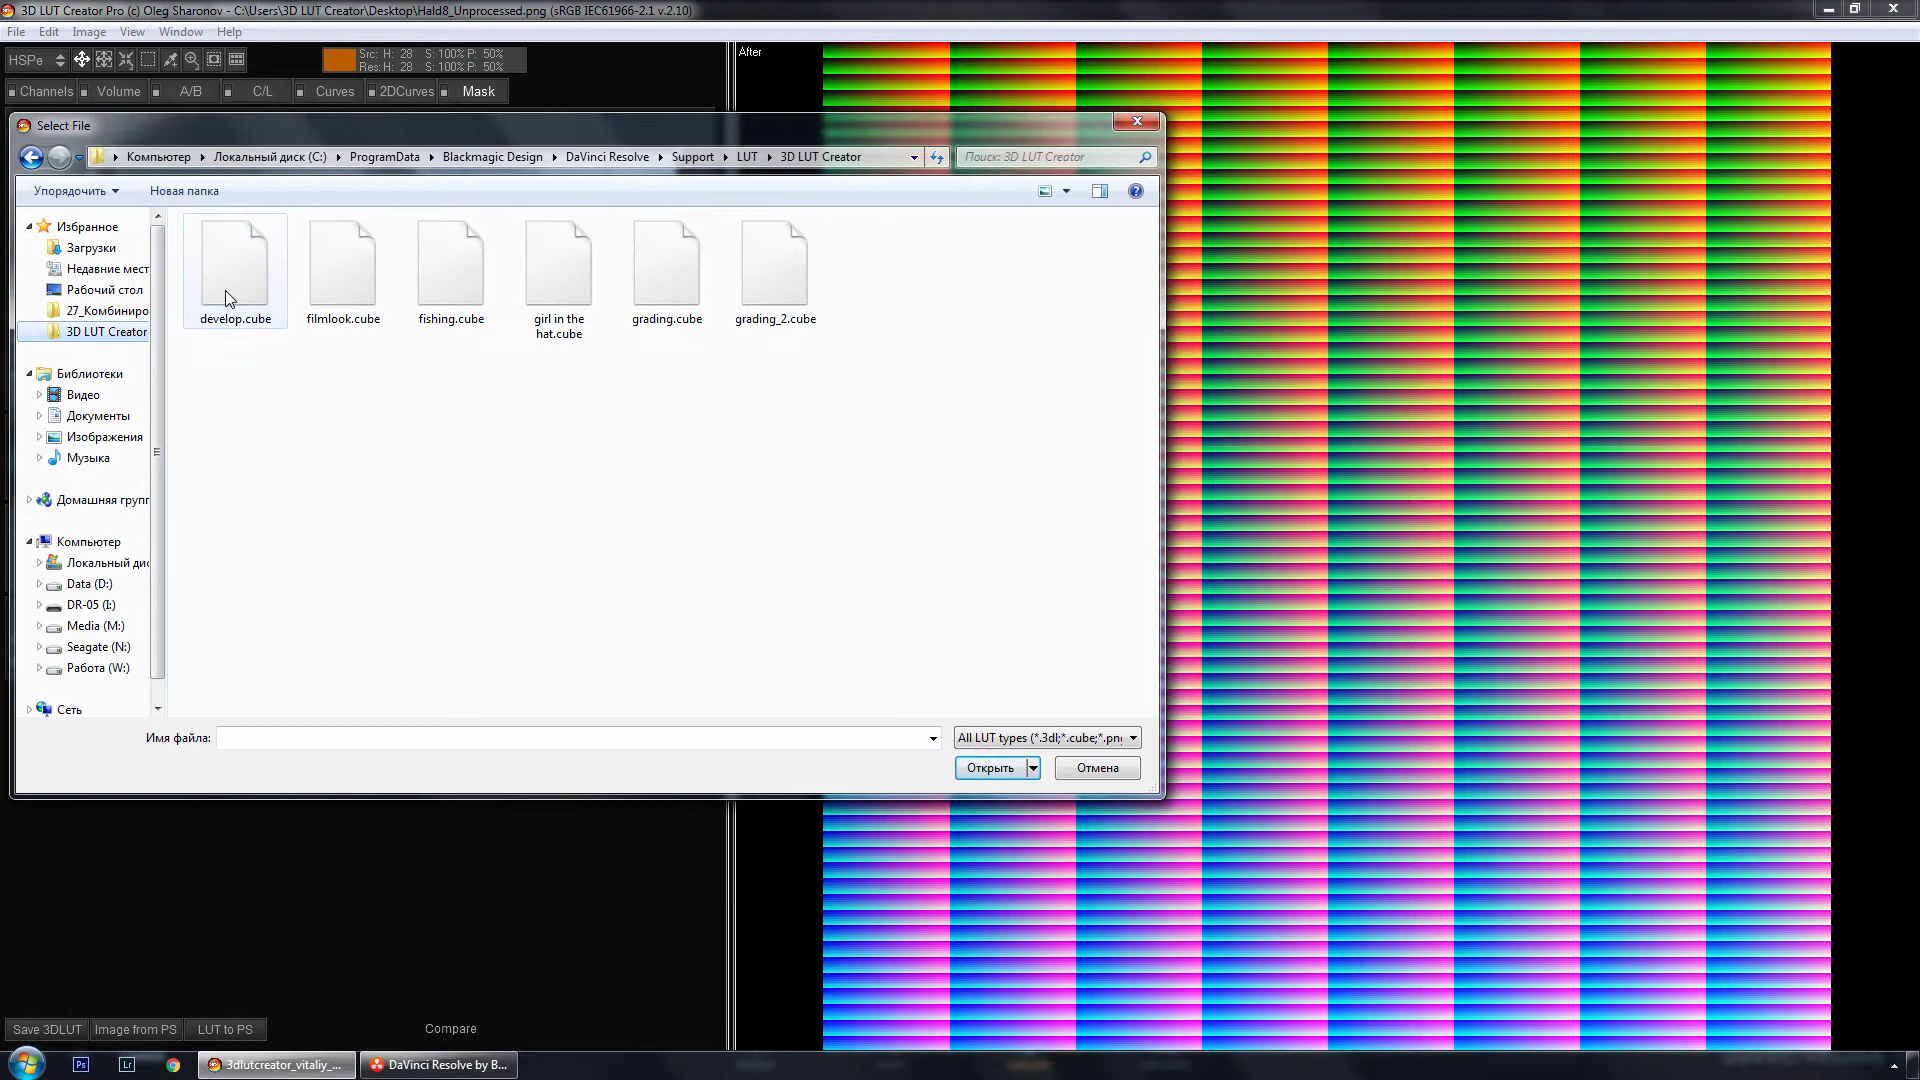 3D LUT Creator Pro (c) Oleg Sharonov - C:\Users\3D LUT Creator\Desktop\Hald8_Unprocessed.png (sRGB IEC61966-2.1 v.2.10)
File Edit Image View Window Help
HSPe
Src: H: 28 S: 100% P: 50%
Res: H: 28 S: 100% P: 50%
After
Channels Volume A/B C/L Curves 2DCurves Mask
Select File
Компьютер Локальный диск (C:) ProgramData Blackmagic Design DaVinci Resolve Support LUT 3D LUT Creator
Поиск: 3D LUT Creator
Упорядочить Новая папка
Избранное
Загрузки
Недавние мест
Рабочий стол
27_Комбиниро
3D LUT Creator
Библиотеки
Видео
Документы
Изображения
Музыка
Домашняя групп
Компьютер
Локальный дис
Data (D:)
DR-05 (I:)
Media (M:)
Seagate (N:)
Работа (W:)
Сеть
develop.cube
filmlook.cube
fishing.cube
girl in the
hat.cube
grading.cube
grading_2.cube
Имя файла:
All LUT types (*.3dl;*.cube;*.png
Открыть
Отмена
Save 3DLUT Image from PS LUT to PS
Compare
Ps
Lr
3dlutcreator_vitaliy_...
DaVinci Resolve by B...